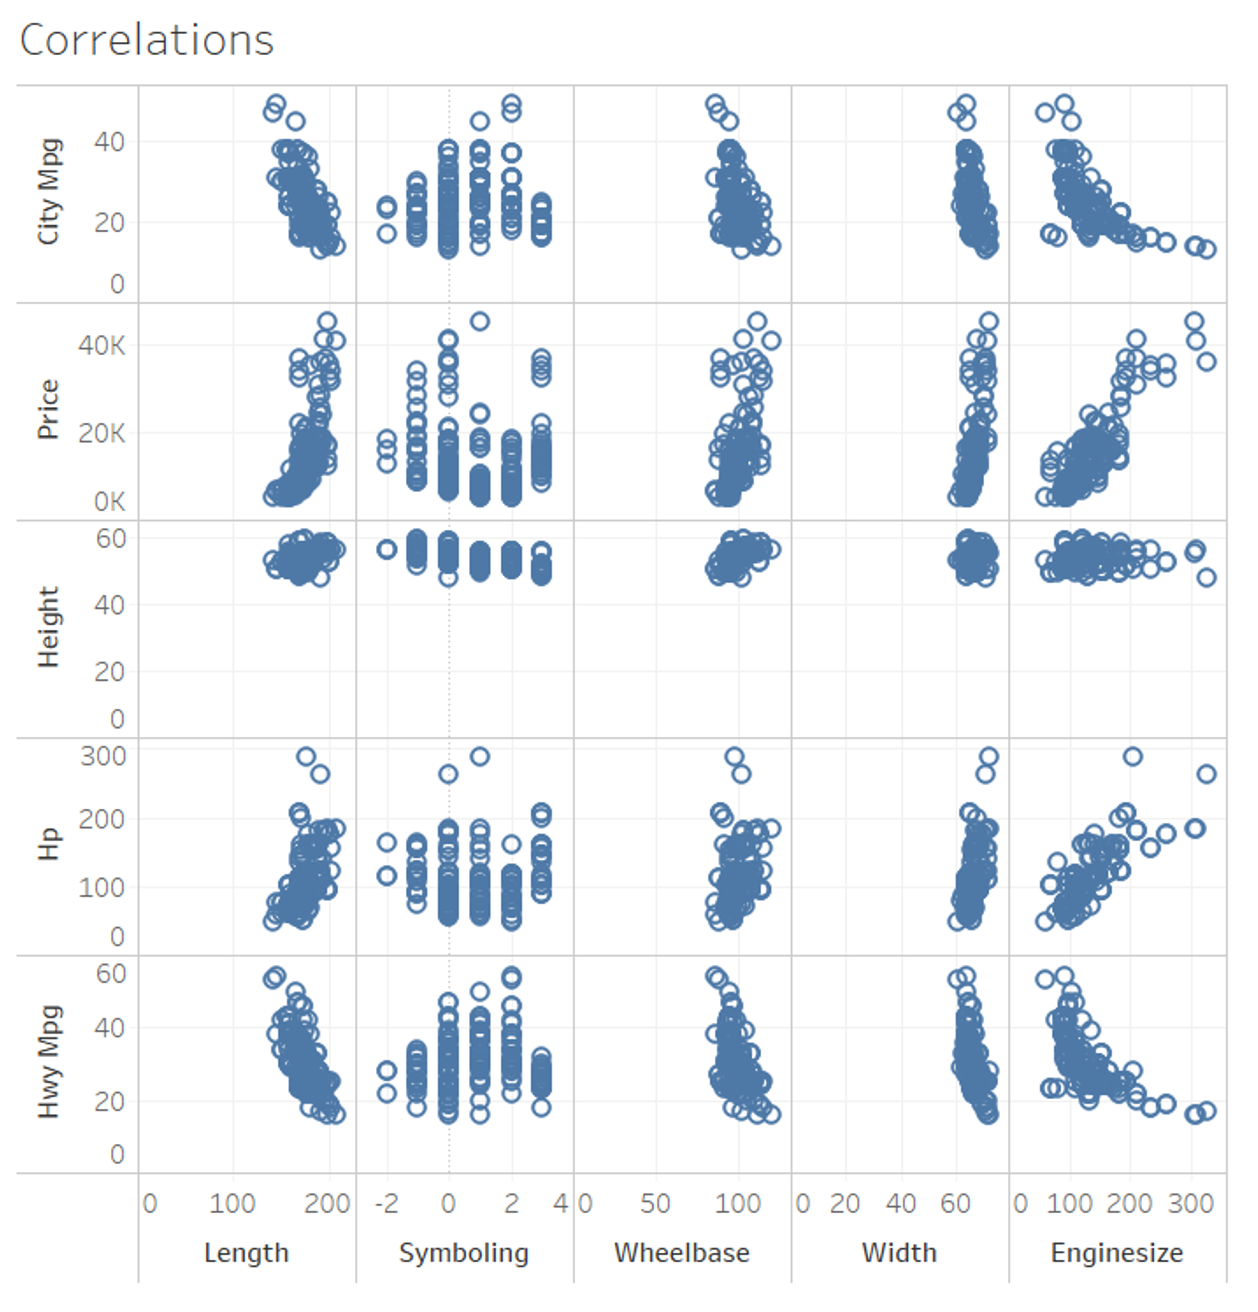 Correlations
City Mpg
40
20
0
Price
40K
20K
0K
Height
60
40
20
0
Hp
300
200
100
0
Hwy Mpg
60
40
20
0
0 100 200 -2 0 2 4 0 50 100 0 20 40 60 0 100 200 300
Length Symboling Wheelbase Width Enginesize